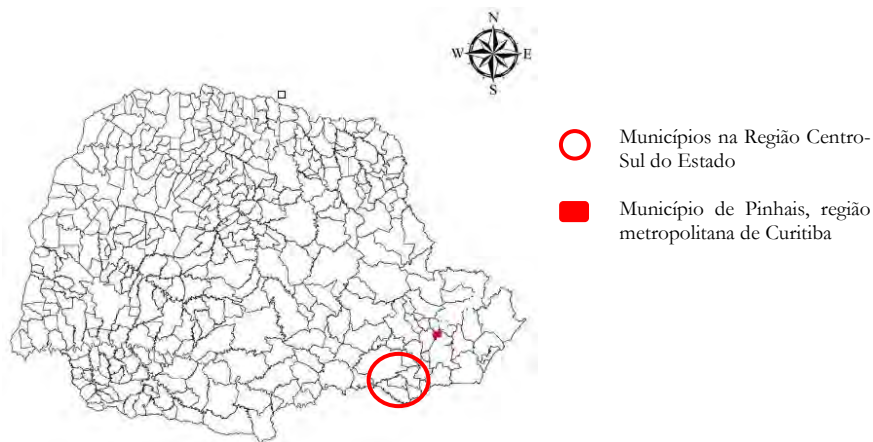 N
W
E
S
Municípios na Região Centro-
Sul do Estado
Município de Pinhais, região
metropolitana de Curitiba